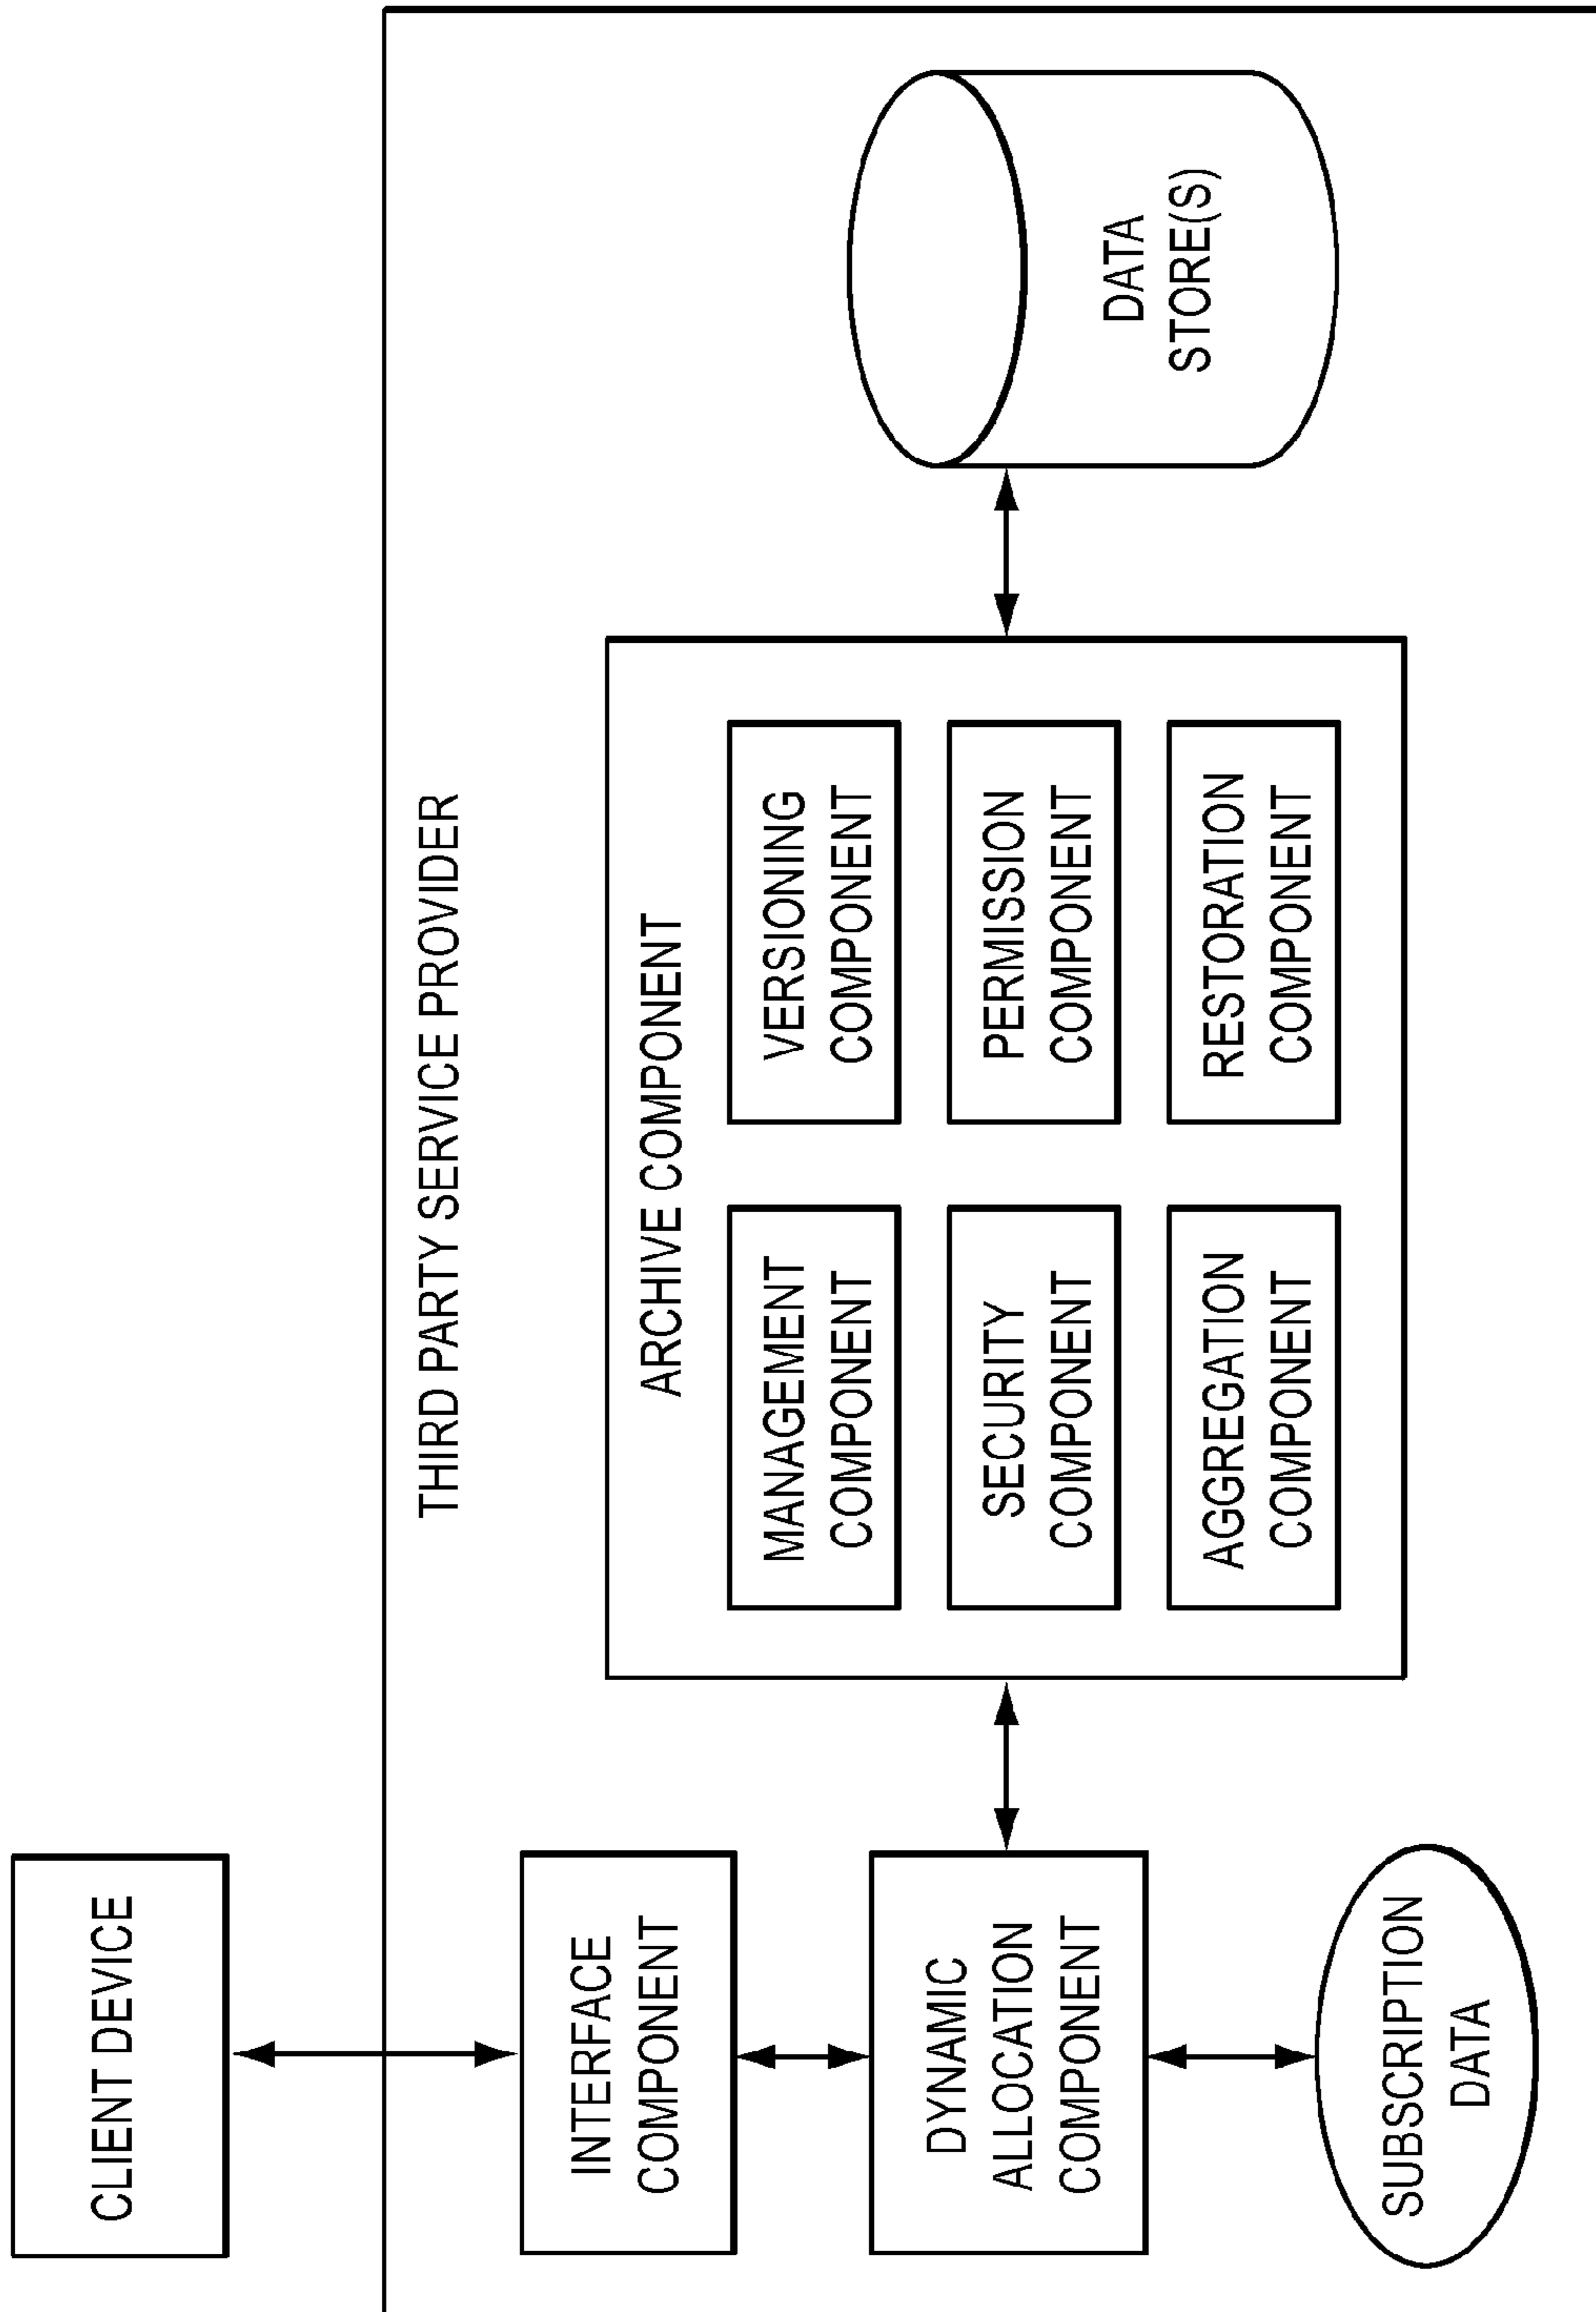 CLIENT DEVICE
THIRD PARTY SERVICE PROVIDER
INTERFACE
COMPONENT
DYNAMIC
ALLOCATION
COMPONENT
SUBSCRIPTION
DATA
ARCHIVE COMPONENT
MANAGEMENT
COMPONENT
VERSIONING
COMPONENT
SECURITY
COMPONENT
PERMISSION
COMPONENT
AGGREGATION
COMPONENT
RESTORATION
COMPONENT
DATA
STORE(S)